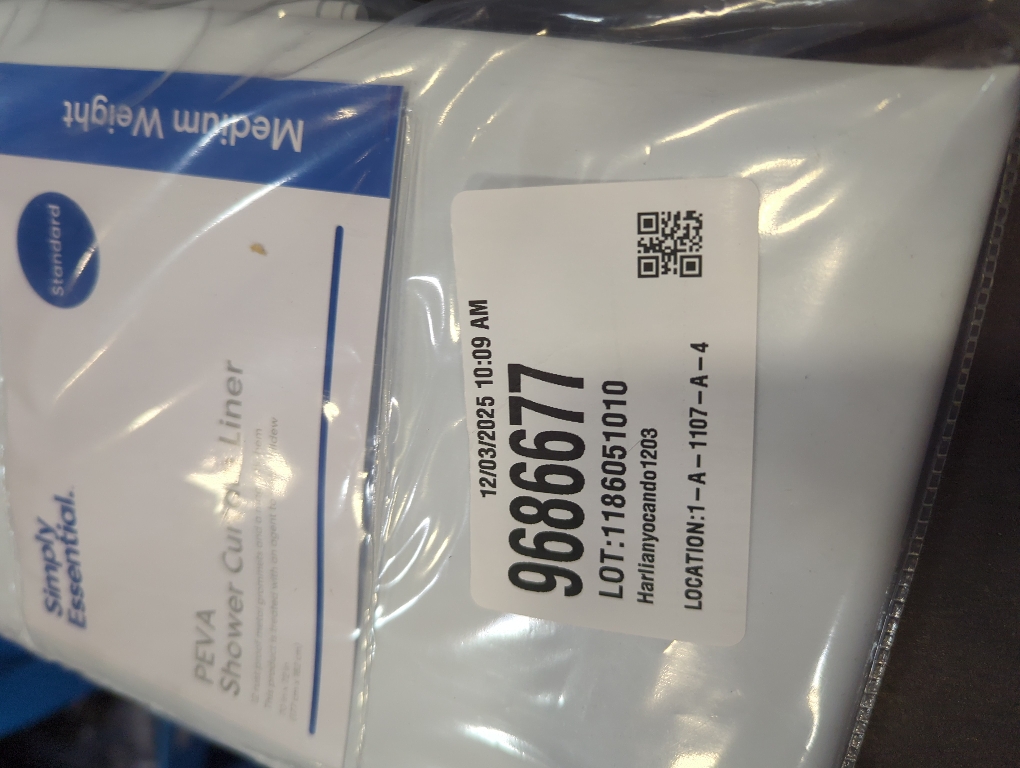 Simply
Essential.
Standard
PEVA
Shower Cur Liner
Medium Weight
12/03/2025 10:09 AM
9686677
LOT:1186051010
Harlianyocando1203
LOCATION:1-A-1107-A-4